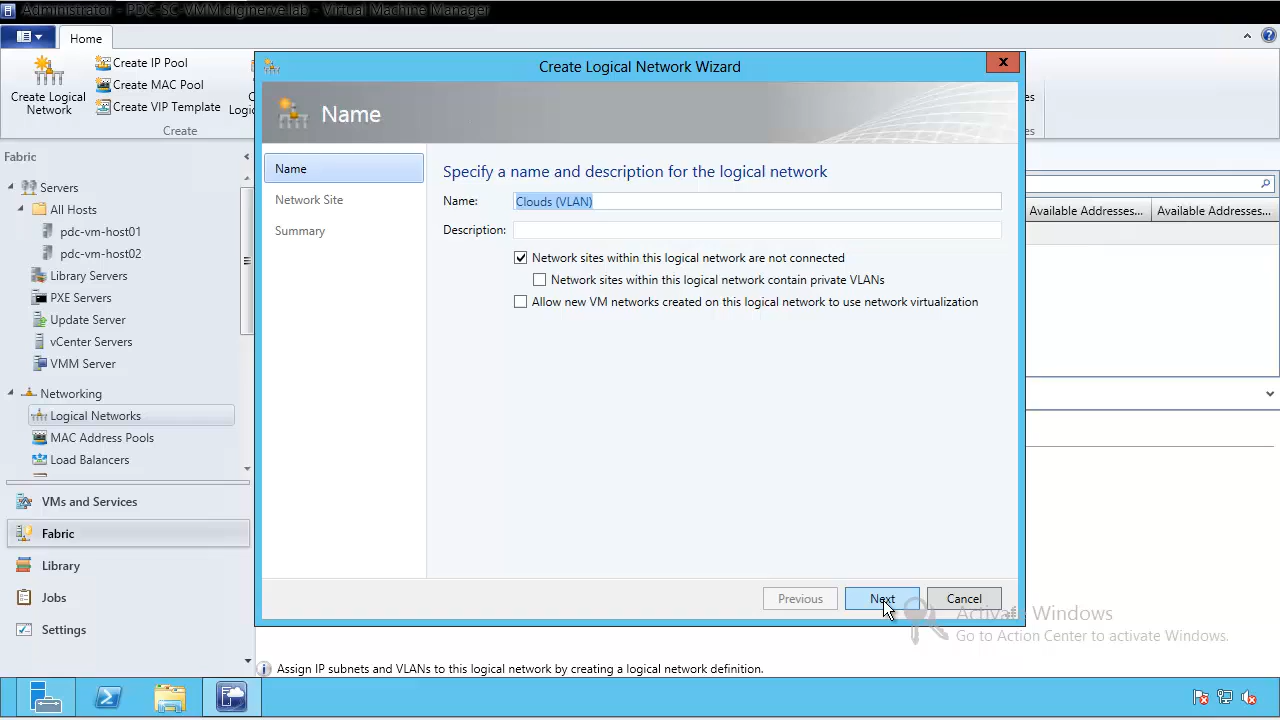 Administrator - PDC-SC-VMM.diginerve.lab - Virtual Machine Manager
Home
Create Logical
Network
Create IP Pool
Create MAC Pool
Create VIP Template
Create
Create Logical Network Wizard
Name
Fabric
Servers
All Hosts
pdc-vm-host01
pdc-vm-host02
Library Servers
PXE Servers
Update Server
vCenter Servers
VMM Server
Networking
Logical Networks
MAC Address Pools
Load Balancers
VMs and Services
Fabric
Library
Jobs
Settings
Name
Network Site
Summary
Specify a name and description for the logical network
Name: Clouds (VLAN)
Description:
Network sites within this logical network are not connected
Network sites within this logical network contain private VLANs
Allow new VM networks created on this logical network to use network virtualization
Previous Next Cancel
Available Addresses... Available Addresses...
Activate Windows
Go to Action Center to activate Windows.
Assign IP subnets and VLANs to this logical network by creating a logical network definition.